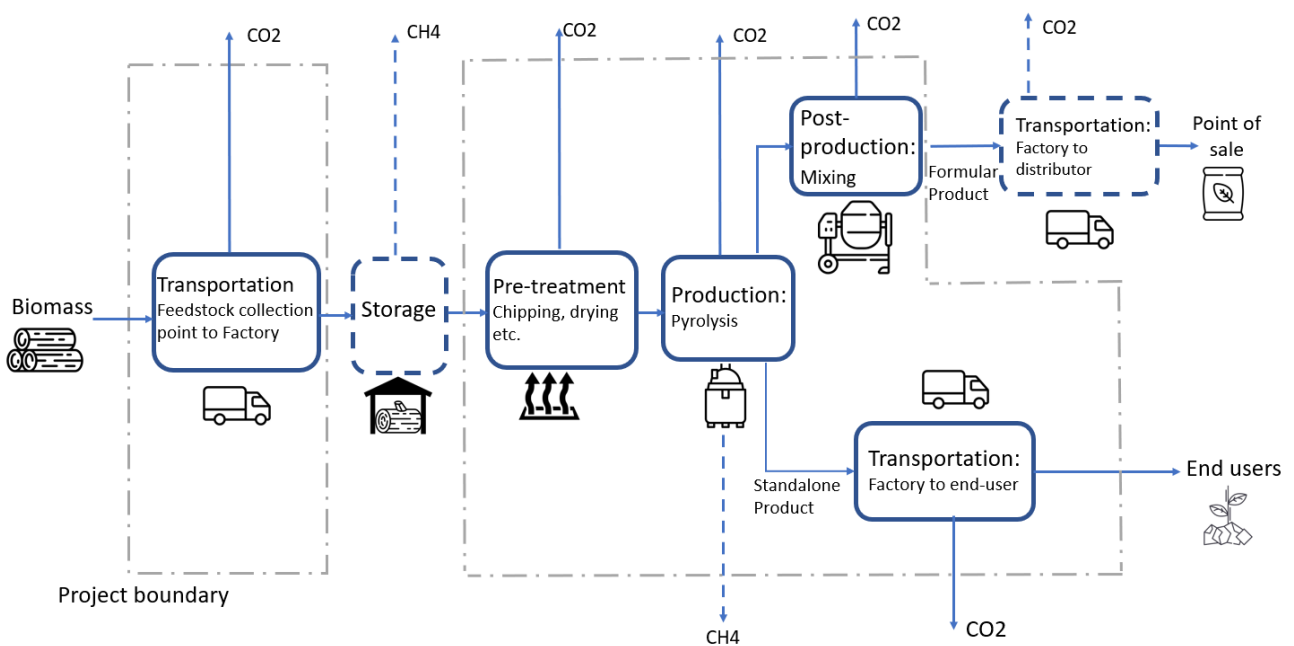 CO2
CH4
CO2
CO2
CO2
CO2
Biomass
Transportation
Feedstock collection
point to Factory
Storage
Pre-treatment
Chipping, drying
etc.
Production:
Pyrolysis
Post-
production:
Mixing
Formular
Product
Transportation:
Factory to
distributor
Point of
sale
Standalone
Product
Transportation:
Factory to end-user
End users
Project boundary
CH4
CO2